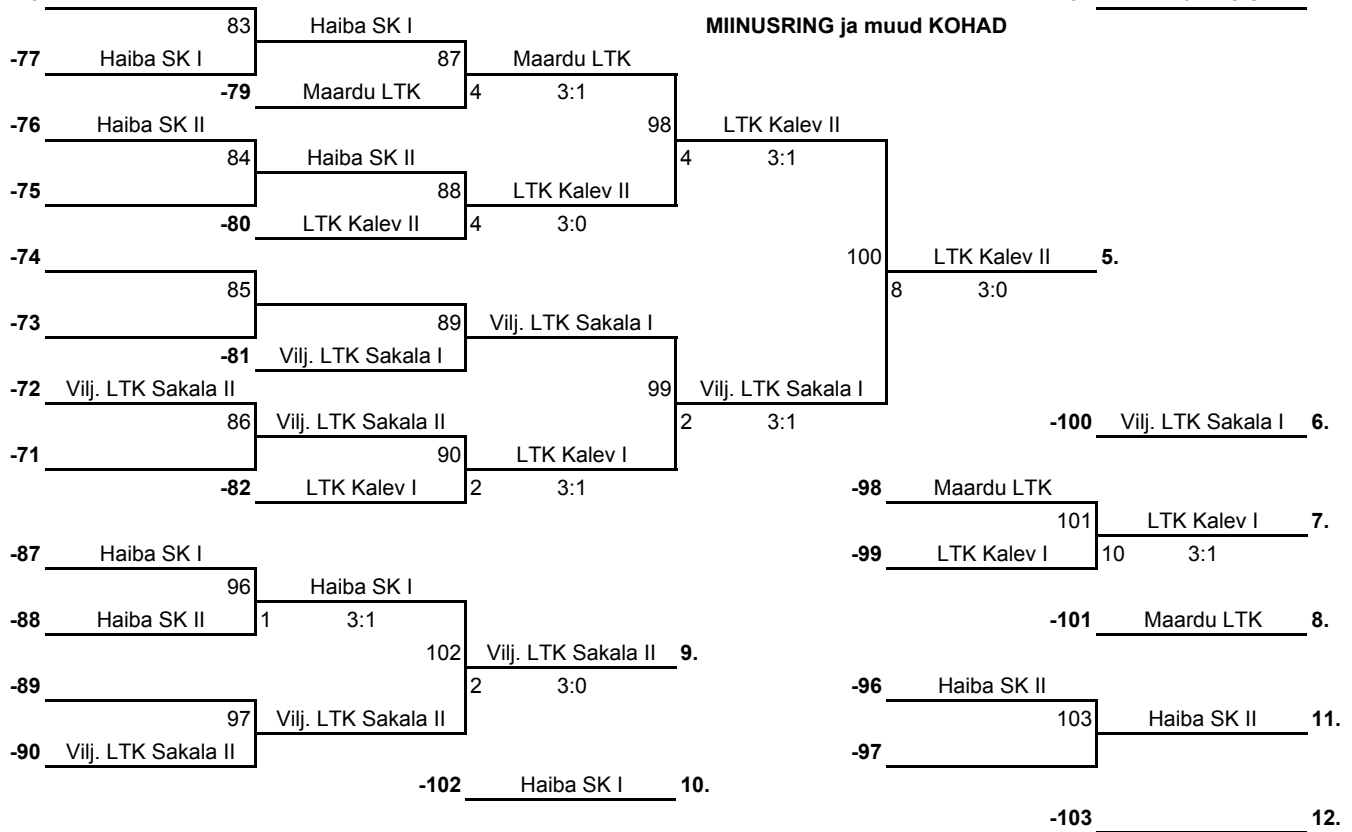 83 Haiba SK I MIINUSRING ja muud KOHAD
-77 Haiba SK I 87 Maardu LTK
-79 Maardu LTK 4 3:1
-76 Haiba SK II 98 LTK Kalev II
84 Haiba SK II 4 3:1
-75 88 LTK Kalev II
-80 LTK Kalev II 4 3:0
-74 100 LTK Kalev II 5.
85 8 3:0
-73 89 Vilj. LTK Sakala I
-81 Vilj. LTK Sakala I
-72 Vilj. LTK Sakala II 99 Vilj. LTK Sakala I
86 Vilj. LTK Sakala II 2 3:1 -100 Vilj. LTK Sakala I 6.
-71 90 LTK Kalev I
-82 LTK Kalev I 2 3:1 -98 Maardu LTK
101 LTK Kalev I 7.
-87 Haiba SK I -99 LTK Kalev I 10 3:1
96 Haiba SK I
-88 Haiba SK II 1 3:1 -101 Maardu LTK 8.
102 Vilj. LTK Sakala II 9.
-89 2 3:0 -96 Haiba SK II
97 Vilj. LTK Sakala II 103 Haiba SK II 11.
-90 Vilj. LTK Sakala II -97
-102 Haiba SK I 10.
-103 12.